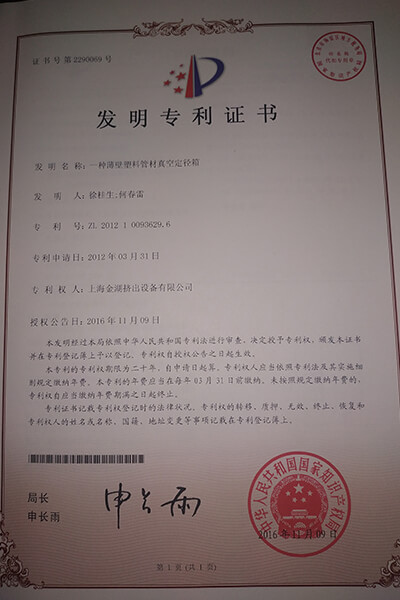 证书号第2290069号
发明专利证书
发 明 名 称：一种薄壁塑料管材真空定径箱
发 明 人：徐柱生;何春雷
专 利 号：ZL 2012 1 0093629.6
专利申请日：2012年03月31日
专 利 权 人：上海金湖挤出设备有限公司
授权公告日：2016年11月09日
本发明经过本局依照中华人民共和国专利法进行审查，决定授予专利权，颁发本证书
并在专利登记簿上予以登记。专利权自授权公告之日起生效。
本专利的专利权期限为二十年，自申请日起算。专利权人应当依照专利法及其实施细
则规定缴纳年费。本专利的年费应当在每年03月31日前缴纳。未按照规定缴纳年费的，
专利权自应当缴纳年费期满之日起终止。
专利证书记载专利权登记时的法律状况。专利权的转移、质押、无效、终止、恢复和
专利权人的姓名或名称、国籍、地址变更等事项记载在专利登记簿上。
局长
申长雨
申长雨
中华人民共和国国家知识产权局
2016年11月09日
第1页(共1页)